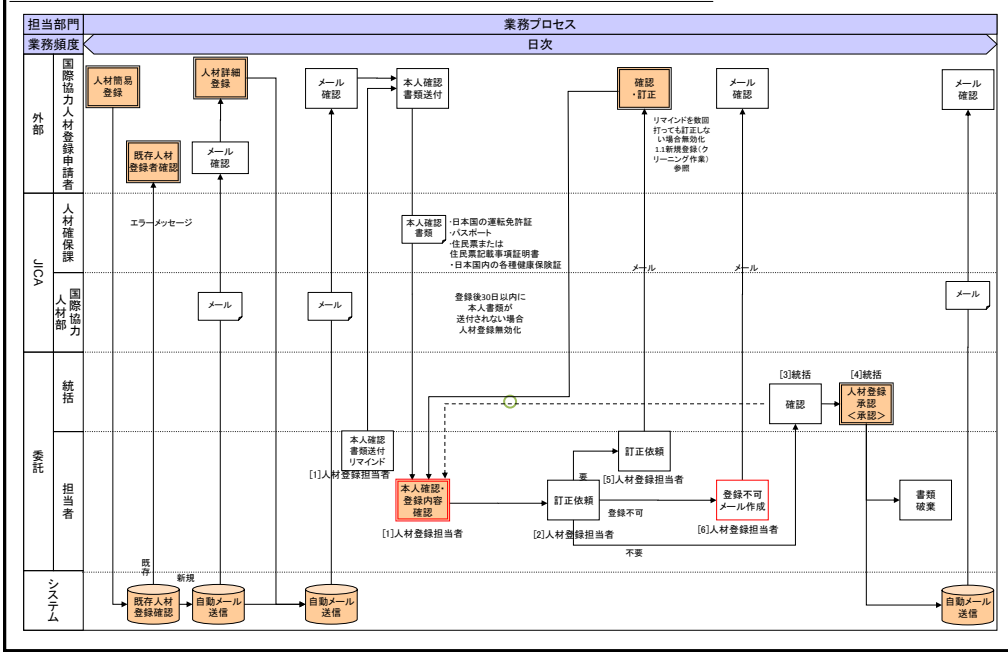 担当部門
業務プロセス
業務頻度
日次
外部
国際協力人材登録申請者
人材簡易
登録
既存人材
登録者確認
人材詳細
登録
メール
確認
メール
確認
本人確認
書類送付
確認
・訂正
リマインドを数回
打っても訂正しな
い場合無効化
1.1新規登録(ク
リーニング作業)
参照
メール
確認
メール
確認
JICA
人材確保課
エラーメッセージ
本人確認
書類
・日本国の運転免許証
・パスポート
・住民票または
住民票記載事項証明書
・日本国内の各種健康保険証
メール
メール
国際協力
人材部
メール
メール
登録後30日以内に
本人書類が
送付されない場合
人材登録無効化
メール
委託
統括
[3]統括
確認
[4]統括
人材登録
承認
<承認>
担当者
本人確認
書類送付
リマインド
[1]人材登録担当者
本人確認・
登録内容
確認
[1]人材登録担当者
訂正依頼
[2]人材登録担当者
要
訂正依頼
[5]人材登録担当者
登録不可
登録不可
メール作成
[6]人材登録担当者
不要
書類
破棄
システム
既存
新規
既存人材
登録確認
自動メール
送信
自動メール
送信
自動メール
送信